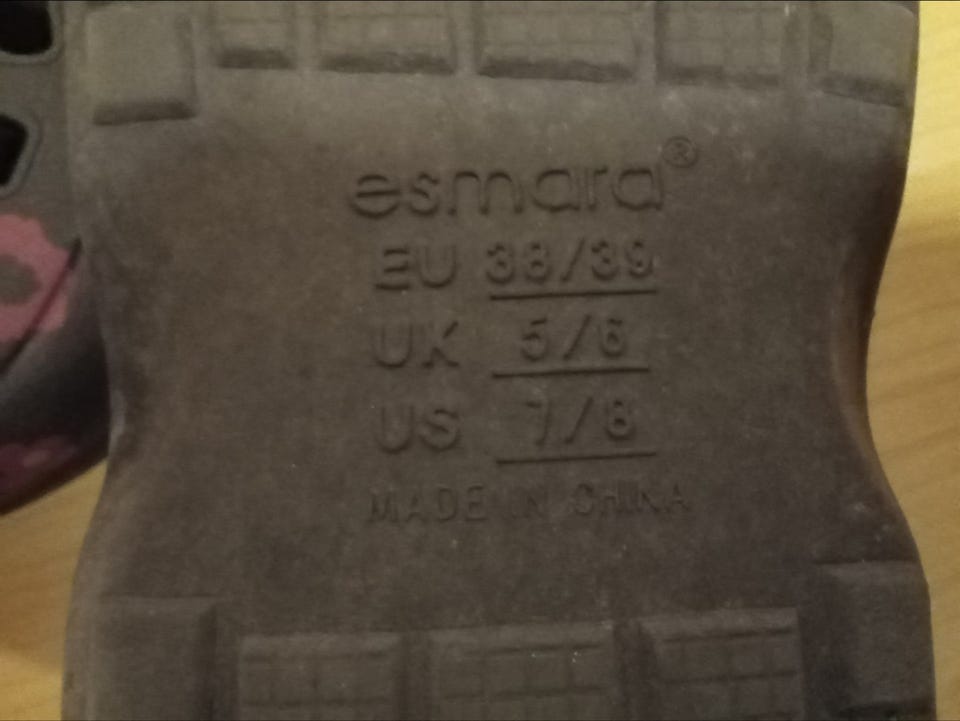 esmara®
EU 38/39
UK 5/6
US 7/8
MADE IN CHINA